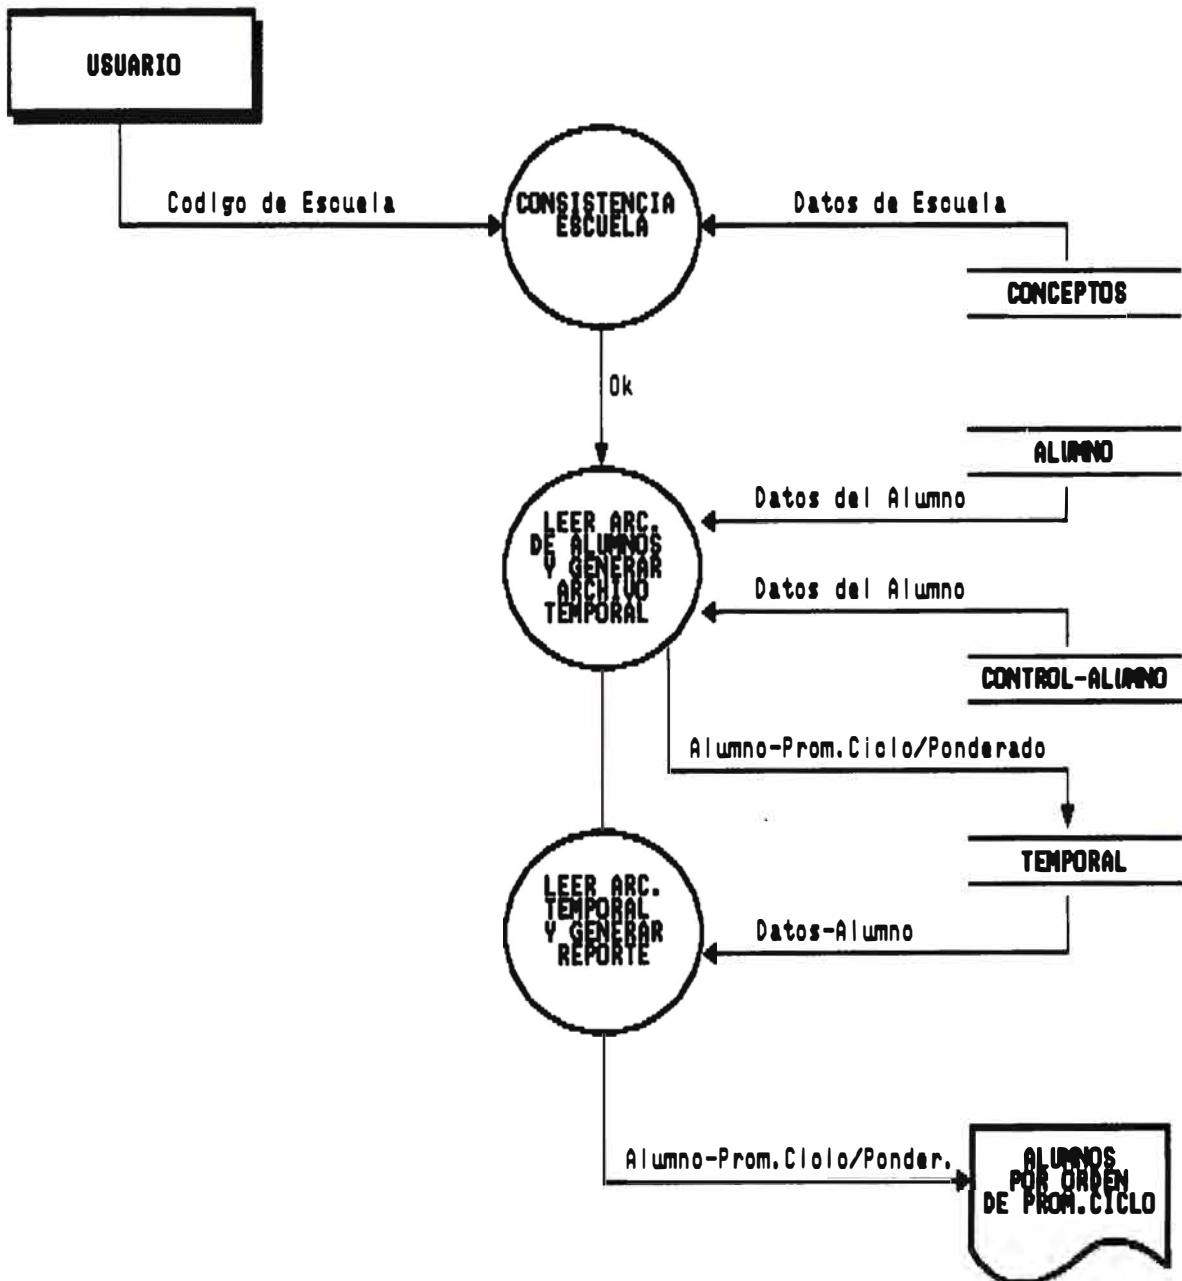 USUARIO
Codigo de Escuela
CONSISTENCIA
ESCUELA
Datos de Escuela
CONCEPTOS
Ok
ALUMNO
Datos del Alumno
LEER ARC.
DE ALUMNOS
Y GENERAR
ARCHIVO
TEMPORAL
Datos del Alumno
CONTROL-ALUMNO
Alumno-Prom.Ciclo/Ponderado
TEMPORAL
LEER ARC.
TEMPORAL
Y GENERAR
REPORTE
Datos-Alumno
Alumno-Prom.Ciclo/Ponder.
ALUMNOS
POR ORDEN
DE PROM.CICLO